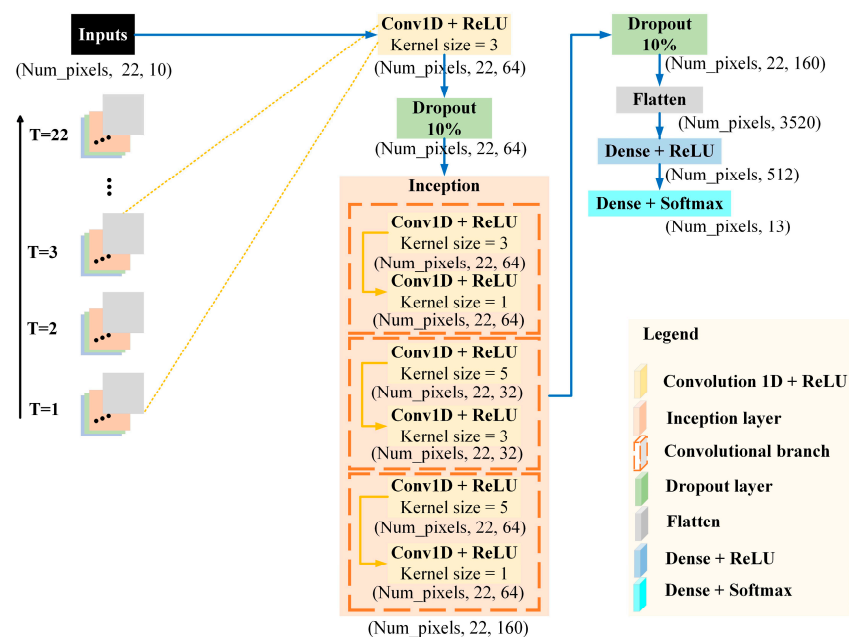 Inputs
(Num_pixels, 22, 10)
T=22
T=3
T=2
T=1
Conv1D + ReLU
Kernel size = 3
(Num_pixels, 22, 64)
Dropout
10%
(Num_pixels, 22, 64)
Inception
Conv1D + ReLU
Kernel size = 3
(Num_pixels, 22, 64)
Conv1D + ReLU
Kernel size = 1
(Num_pixels, 22, 64)
Conv1D + ReLU
Kernel size = 5
(Num_pixels, 22, 32)
Conv1D + ReLU
Kernel size = 3
(Num_pixels, 22, 32)
Conv1D + ReLU
Kernel size = 5
(Num_pixels, 22, 64)
Conv1D + ReLU
Kernel size = 1
(Num_pixels, 22, 64)
(Num_pixels, 22, 160)
Dropout
10%
(Num_pixels, 22, 160)
Flatten
(Num_pixels, 3520)
Dense + ReLU
(Num_pixels, 512)
Dense + Softmax
(Num_pixels, 13)
Legend
Convolution 1D + ReLU
Inception layer
Convolutional branch
Dropout layer
Flattcn
Dense + ReLU
Dense + Softmax